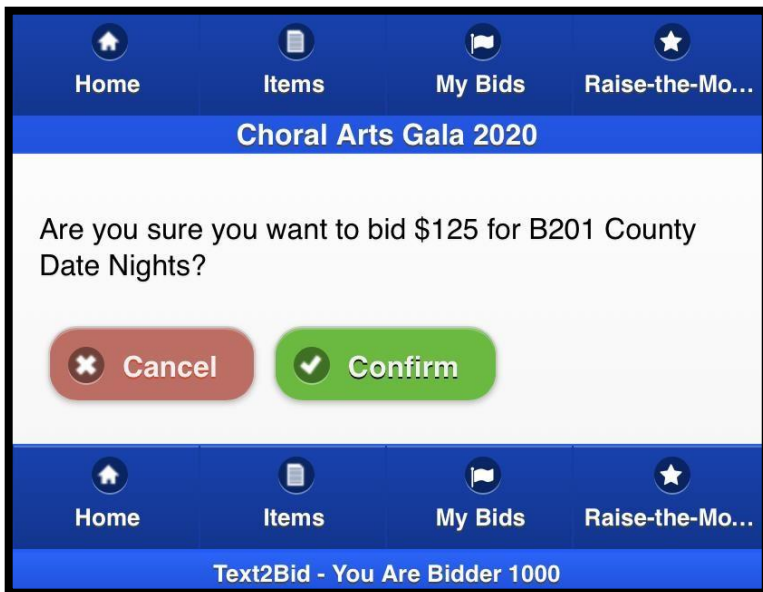 Home Items My Bids Raise-the-Mo...
Choral Arts Gala 2020
Are you sure you want to bid $125 for B201 County
Date Nights?
Cancel Confirm
Home Items My Bids Raise-the-Mo...
Text2Bid - You Are Bidder 1000